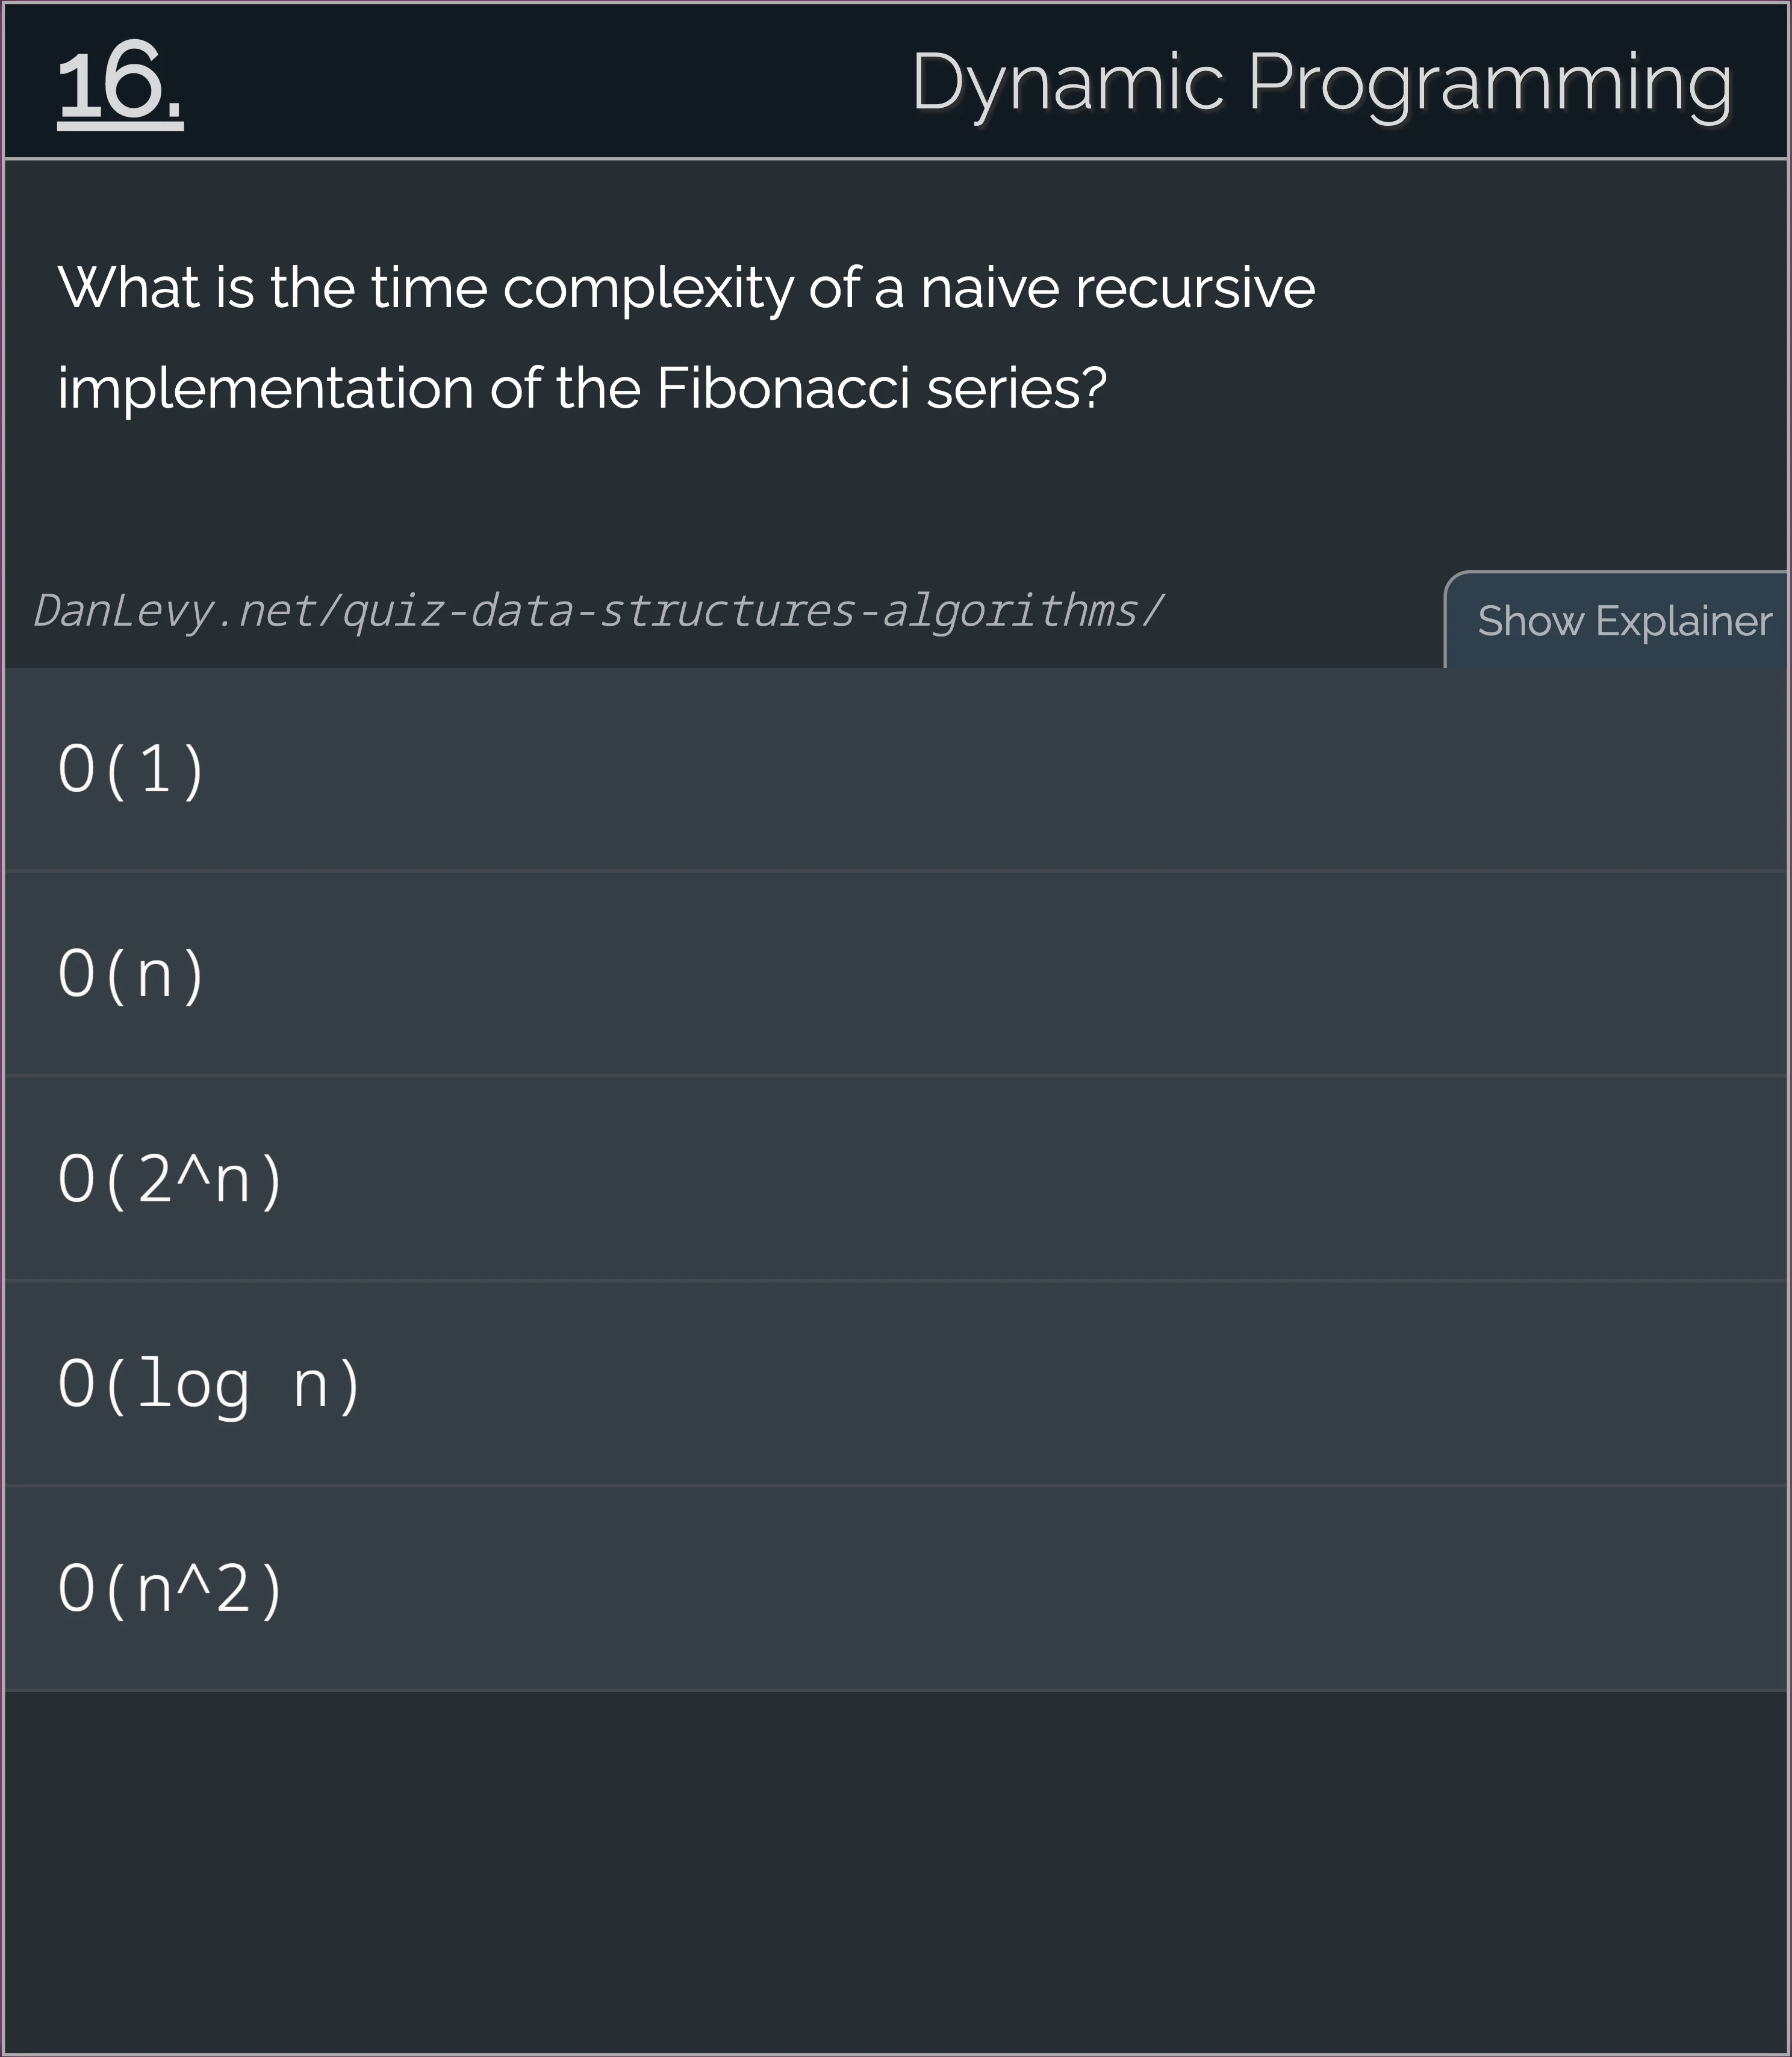 16.
Dynamic Programming
What is the time complexity of a naive recursive
implementation of the Fibonacci series?
DanLevy.net/quiz-data-structures-algorithms/
Show Explainer
O(1)
O(n)
O(2^n)
O(log n)
O(n^2)